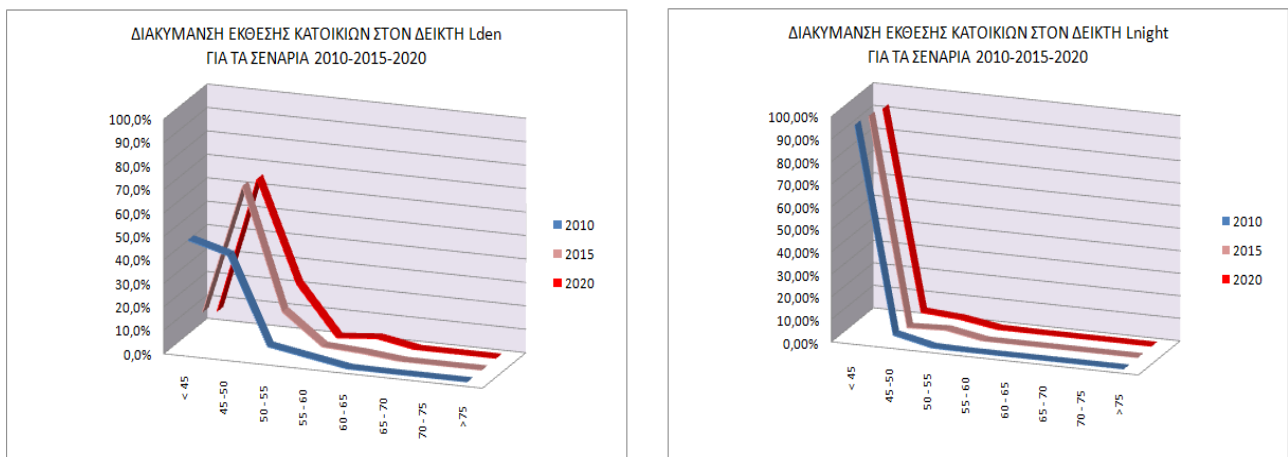 ΔΙΑΚΥΜΑΝΣΗ ΕΚΘΕΣΗΣ ΚΑΤΟΙΚΙΩΝ ΣΤΟΝ ΔΕΙΚΤΗ Lden
ΓΙΑ ΤΑ ΣΕΝΑΡΙΑ 2010-2015-2020
100,0%
90,0%
80,0%
70,0%
60,0%
50,0%
40,0%
30,0%
20,0%
10,0%
0,0%
< 45
45 -50
50 - 55
55 - 60
60 - 65
65 - 70
70 - 75
>75
2010
2015
2020
ΔΙΑΚΥΜΑΝΣΗ ΕΚΘΕΣΗΣ ΚΑΤΟΙΚΙΩΝ ΣΤΟΝ ΔΕΙΚΤΗ Lnight
ΓΙΑ ΤΑ ΣΕΝΑΡΙΑ 2010-2015-2020
100,00%
90,00%
80,00%
70,00%
60,00%
50,00%
40,00%
30,00%
20,00%
10,00%
0,00%
< 45
45 -50
50 - 55
55 - 60
60 - 65
65 - 70
70 - 75
>75
2010
2015
2020